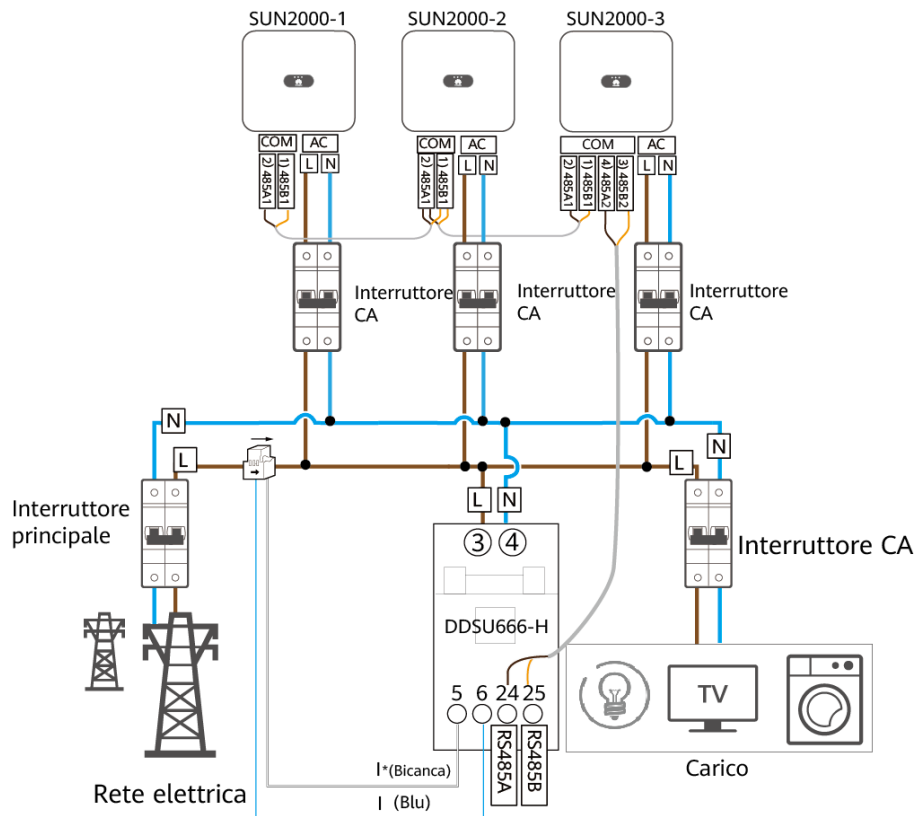 SUN2000-1
SUN2000-2
SUN2000-3
COM
AC
COM
AC
COM
AC
2) 485A1
1) 485B1
L
N
2) 485A1
1) 485B1
L
N
2) 485A1
1) 485B1
4) 485A2
3) 485B2
L
N
Interruttore
CA
Interruttore
CA
Interruttore
CA
N
L
L
N
Interruttore
principale
L
N
3
4
Interruttore CA
DDSU666-H
5
6
24
25
RS485A
RS485B
TV
I*(Bicanca)
I (Blu)
Rete elettrica
Carico